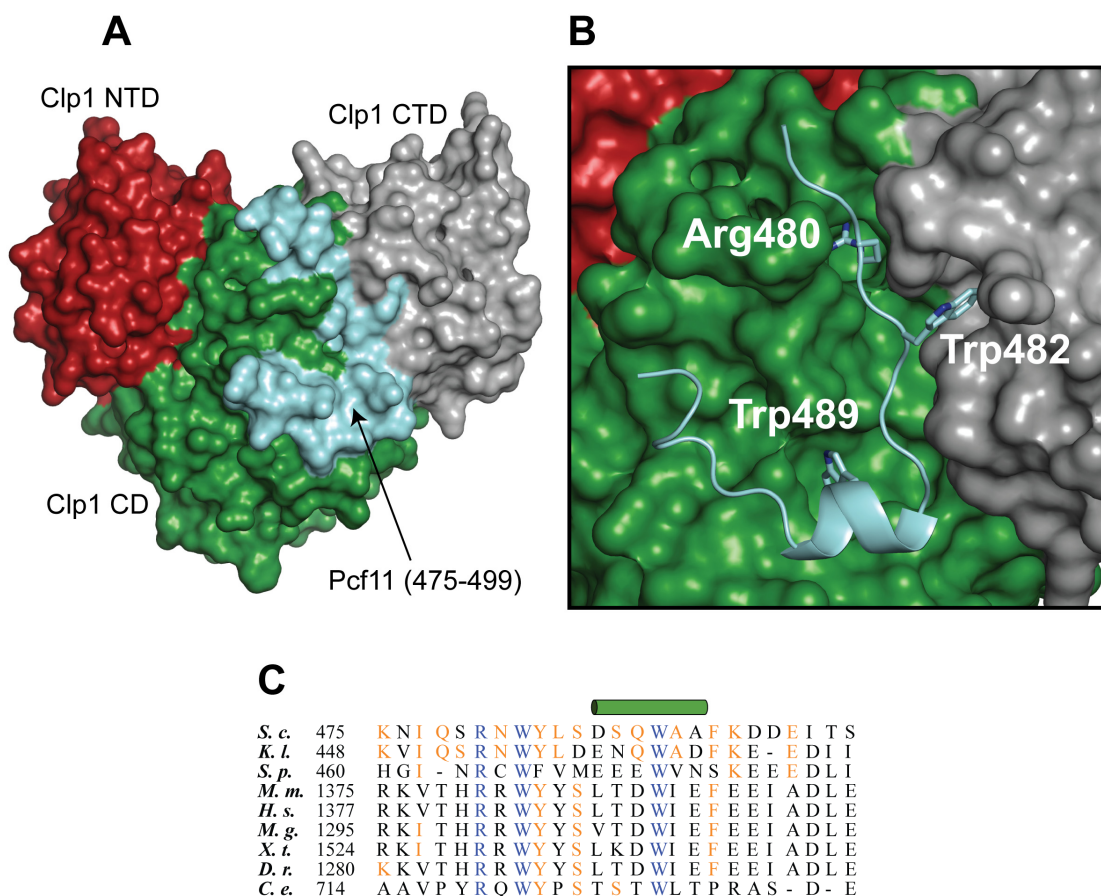 A
B
Clp1 NTD
Clp1 CTD
Clp1 CD
Pcf11 (475-499)
Arg480
Trp482
Trp489
C
S. c. 475 K N I Q S R N W Y L S D S Q W A A F K D D E I T S
K. l. 448 K V I Q S R N W Y L D E N Q W A D F K E - E D I I
S. p. 460 H G I - N R C W F V M E E E W V N S K E E E D L I
M. m. 1375 R K V T H R R W Y Y S L T D W I E F E E I A D L E
H. s. 1377 R K V T H R R W Y Y S L T D W I E F E E I A D L E
M. g. 1295 R K I T H R R W Y Y S V T D W I E F E E I A D L E
X. t. 1524 R K I T H R R W Y Y S L K D W I E F E E I A D L E
D. r. 1280 K K V T H R R W Y Y S L T D W I E F E E I A D L E
C. e. 714 A A V P Y R Q W Y P S T S T W L T P R A S - D - E